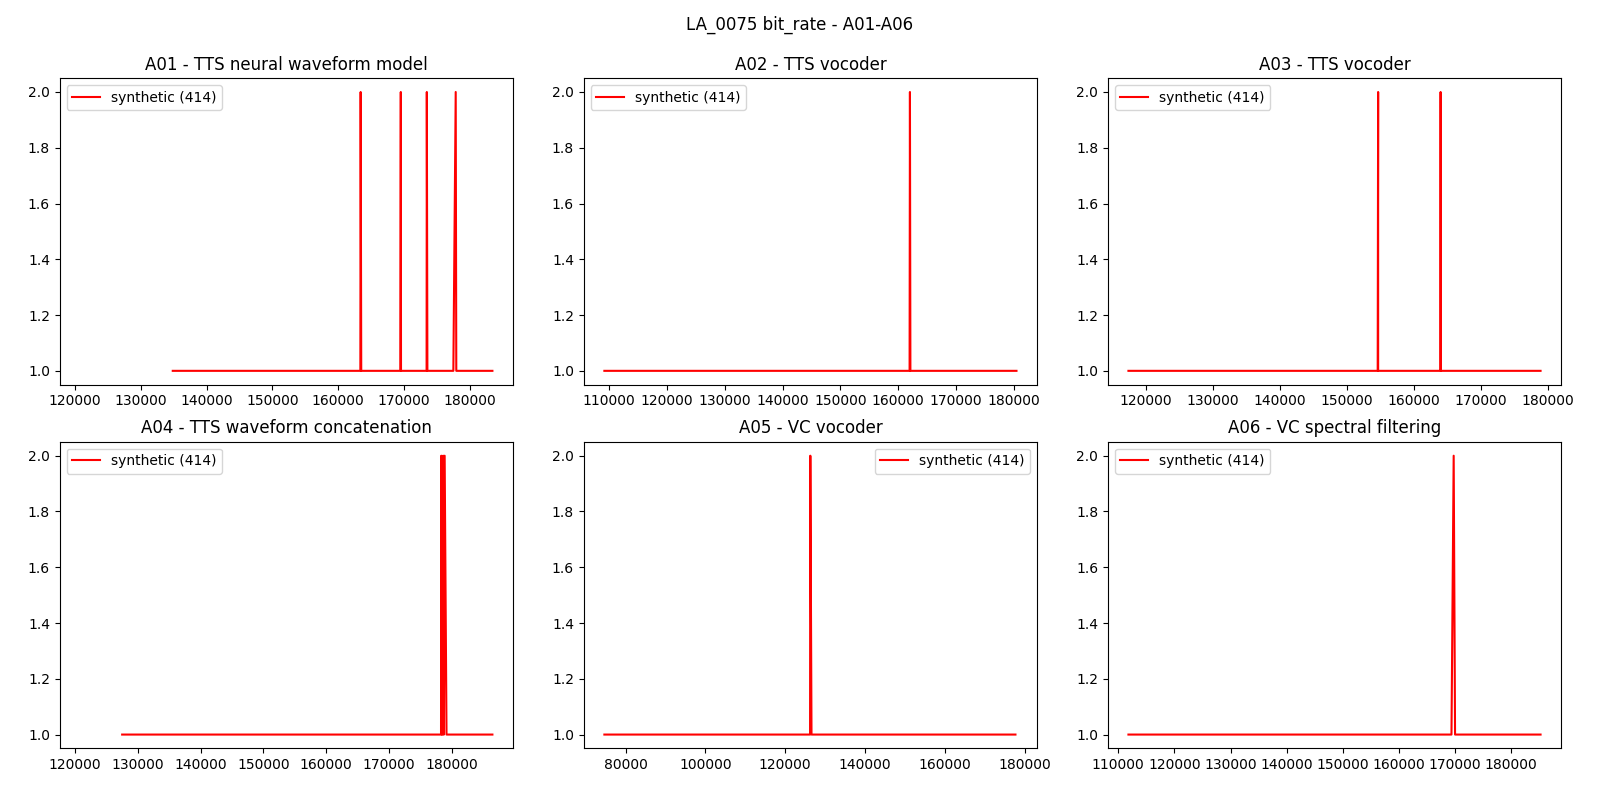 LA_0075 bit_rate - A01-A06
A01 - TTS neural waveform model
A02 - TTS vocoder
A03 - TTS vocoder
synthetic (414)
synthetic (414)
synthetic (414)
2.0
1.8
1.6
1.4
1.2
1.0
2.0
1.8
1.6
1.4
1.2
1.0
2.0
1.8
1.6
1.4
1.2
1.0
120000 130000 140000 150000 160000 170000 180000
110000 120000 130000 140000 150000 160000 170000 180000
120000 130000 140000 150000 160000 170000 180000
A04 - TTS waveform concatenation
A05 - VC vocoder
A06 - VC spectral filtering
synthetic (414)
synthetic (414)
synthetic (414)
2.0
1.8
1.6
1.4
1.2
1.0
2.0
1.8
1.6
1.4
1.2
1.0
2.0
1.8
1.6
1.4
1.2
1.0
120000 130000 140000 150000 160000 170000 180000
80000 100000 120000 140000 160000 180000
110000 120000 130000 140000 150000 160000 170000 180000